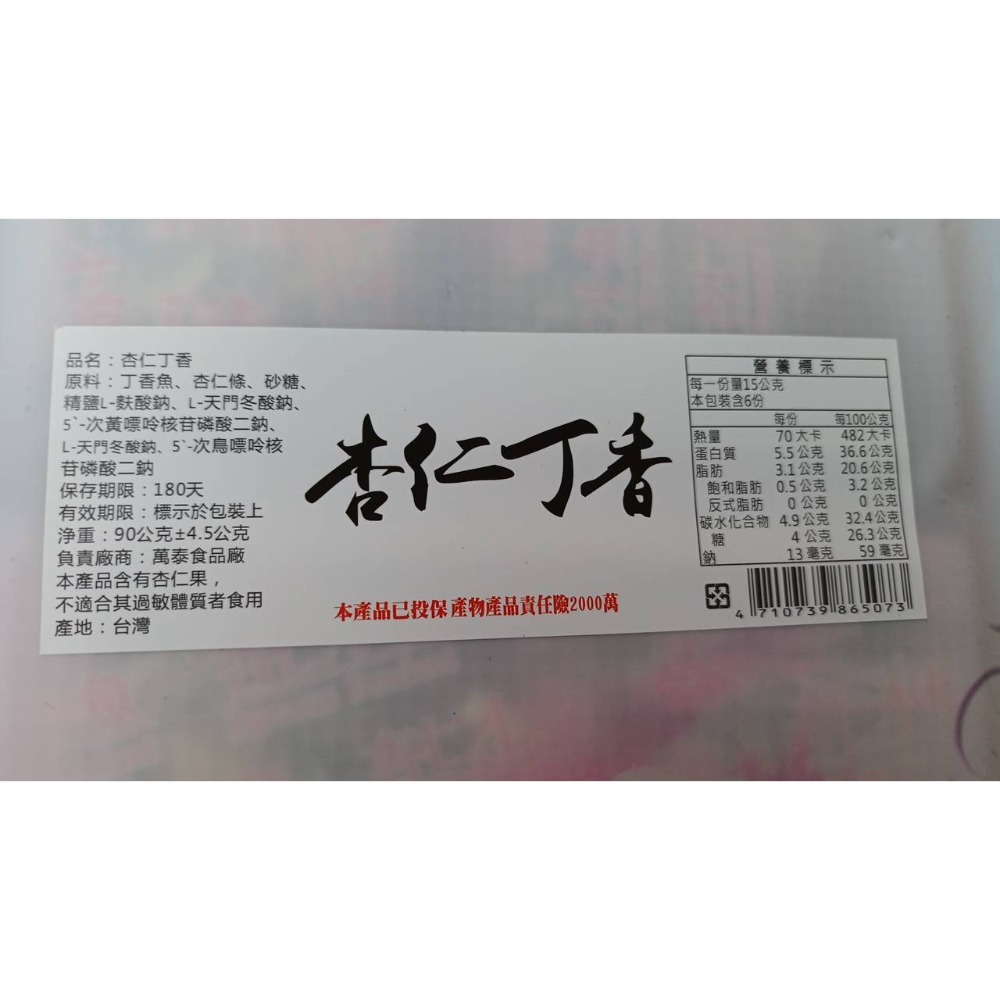 品名：杏仁丁香
原料：丁香魚、杏仁條、砂糖、
精鹽L-麩酸鈉、L-天門冬酸鈉、
5`-次黃嘌呤核苷磷酸二鈉、
L-天門冬酸鈉、5`-次鳥嘌呤核
苷磷酸二鈉
保存期限：180天
有效期限：標示於包裝上
淨重：90公克±4.5公克
負責廠商：萬泰食品廠
本產品含有杏仁果，
不適合其過敏體質者食用
產地：台灣
杏仁丁香
本產品已投保 產物產品責任險2000萬
營養標示
每一份量15公克
本包裝含6份
每份 每100公克
熱量 70 大卡 482 大卡
蛋白質 5.5 公克 36.6 公克
脂肪 3.1 公克 20.6 公克
飽和脂肪 0.5 公克 3.2 公克
反式脂肪 0 公克 0 公克
碳水化合物 4.9 公克 32.4 公克
糖 4 公克 26.3 公克
鈉 13 毫克 59 毫克
4 710739 865073